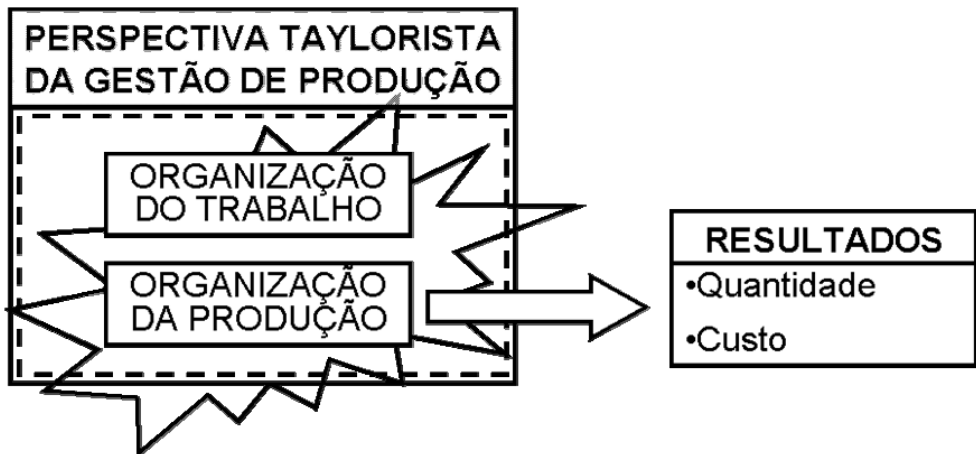 PERSPECTIVA TAYLORISTA
DA GESTÃO DE PRODUÇÃO
ORGANIZAÇÃO
DO TRABALHO
ORGANIZAÇÃO
DA PRODUÇÃO
RESULTADOS
•Quantidade
•Custo